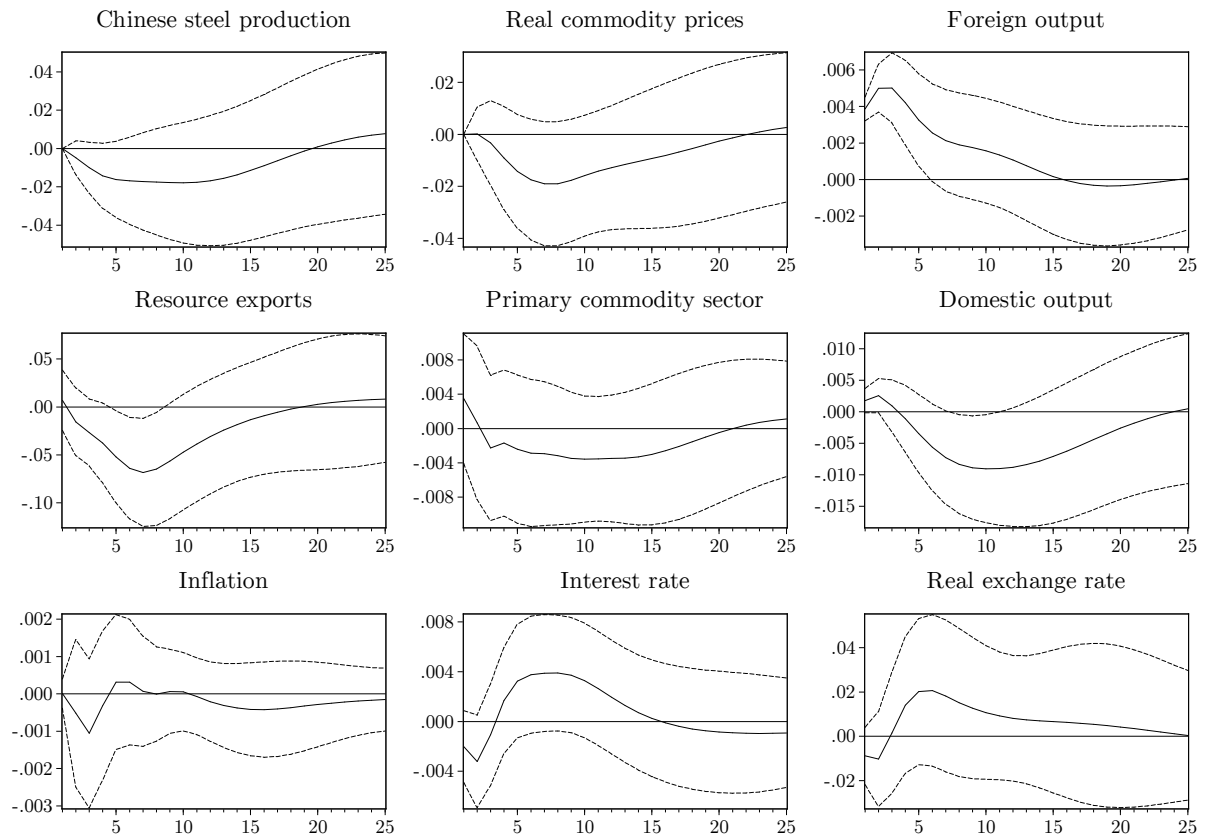 Chinese steel production
Real commodity prices
Foreign output
.04
.02
.00
-.02
-.04
5 10 15 20 25
.02
.00
-.02
-.04
5 10 15 20 25
.006
.004
.002
.000
-.002
5 10 15 20 25
Resource exports
Primary commodity sector
Domestic output
.05
.00
-.05
-.10
5 10 15 20 25
.008
.004
.000
-.004
-.008
5 10 15 20 25
.010
.005
.000
-.005
-.010
-.015
5 10 15 20 25
Inflation
Interest rate
Real exchange rate
.002
.001
.000
-.001
-.002
-.003
5 10 15 20 25
.008
.004
.000
-.004
5 10 15 20 25
.04
.02
.00
-.02
5 10 15 20 25